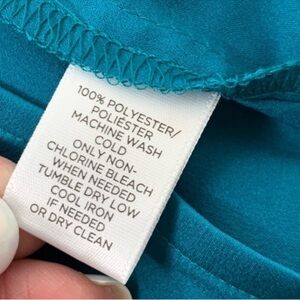 100% POLYESTER/
POLIÉSTER
MACHINE WASH
COLD
ONLY NON-
CHLORINE BLEACH
WHEN NEEDED
TUMBLE DRY LOW
COOL IRON
IF NEEDED
OR DRY CLEAN